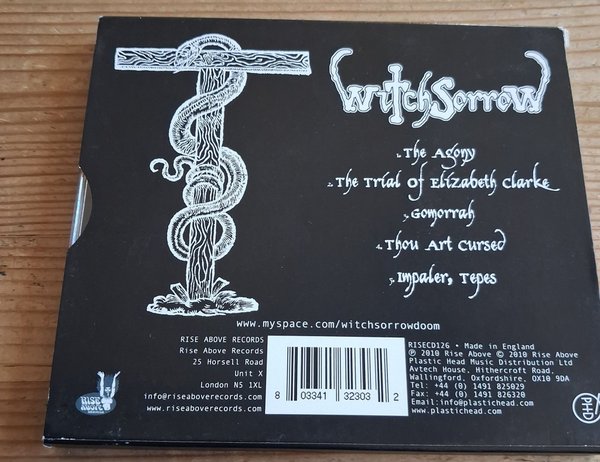 WitchSorrow
1. The Agony
2. The Trial Of Elizabeth Clarke
3. Gomorrah
4. Thou Art Cursed
5. Impaler, Tepes
www.myspace.com/witchsorrowdoom
RISE ABOVE RECORDS
Rise Above Records
25 Horsell Road
Unit X
London N5 1XL
info@riseaboverecords.com
www.riseaboverecords.com
RISE ABOVE
8 03341 32303 2
RISECD126 • Made in England
℗ 2010 Rise Above © 2010 Rise Above
Plastic Head Music Distribution Ltd
Avtech House. Hithercroft Road.
Wallingford. Oxfordshire, OX10 9DA
Tel: +44 (0) 1491 825029
Fax: +44 (0) 1491 826320
Email:info@plastichead.com
www.plastichead.com
PHD